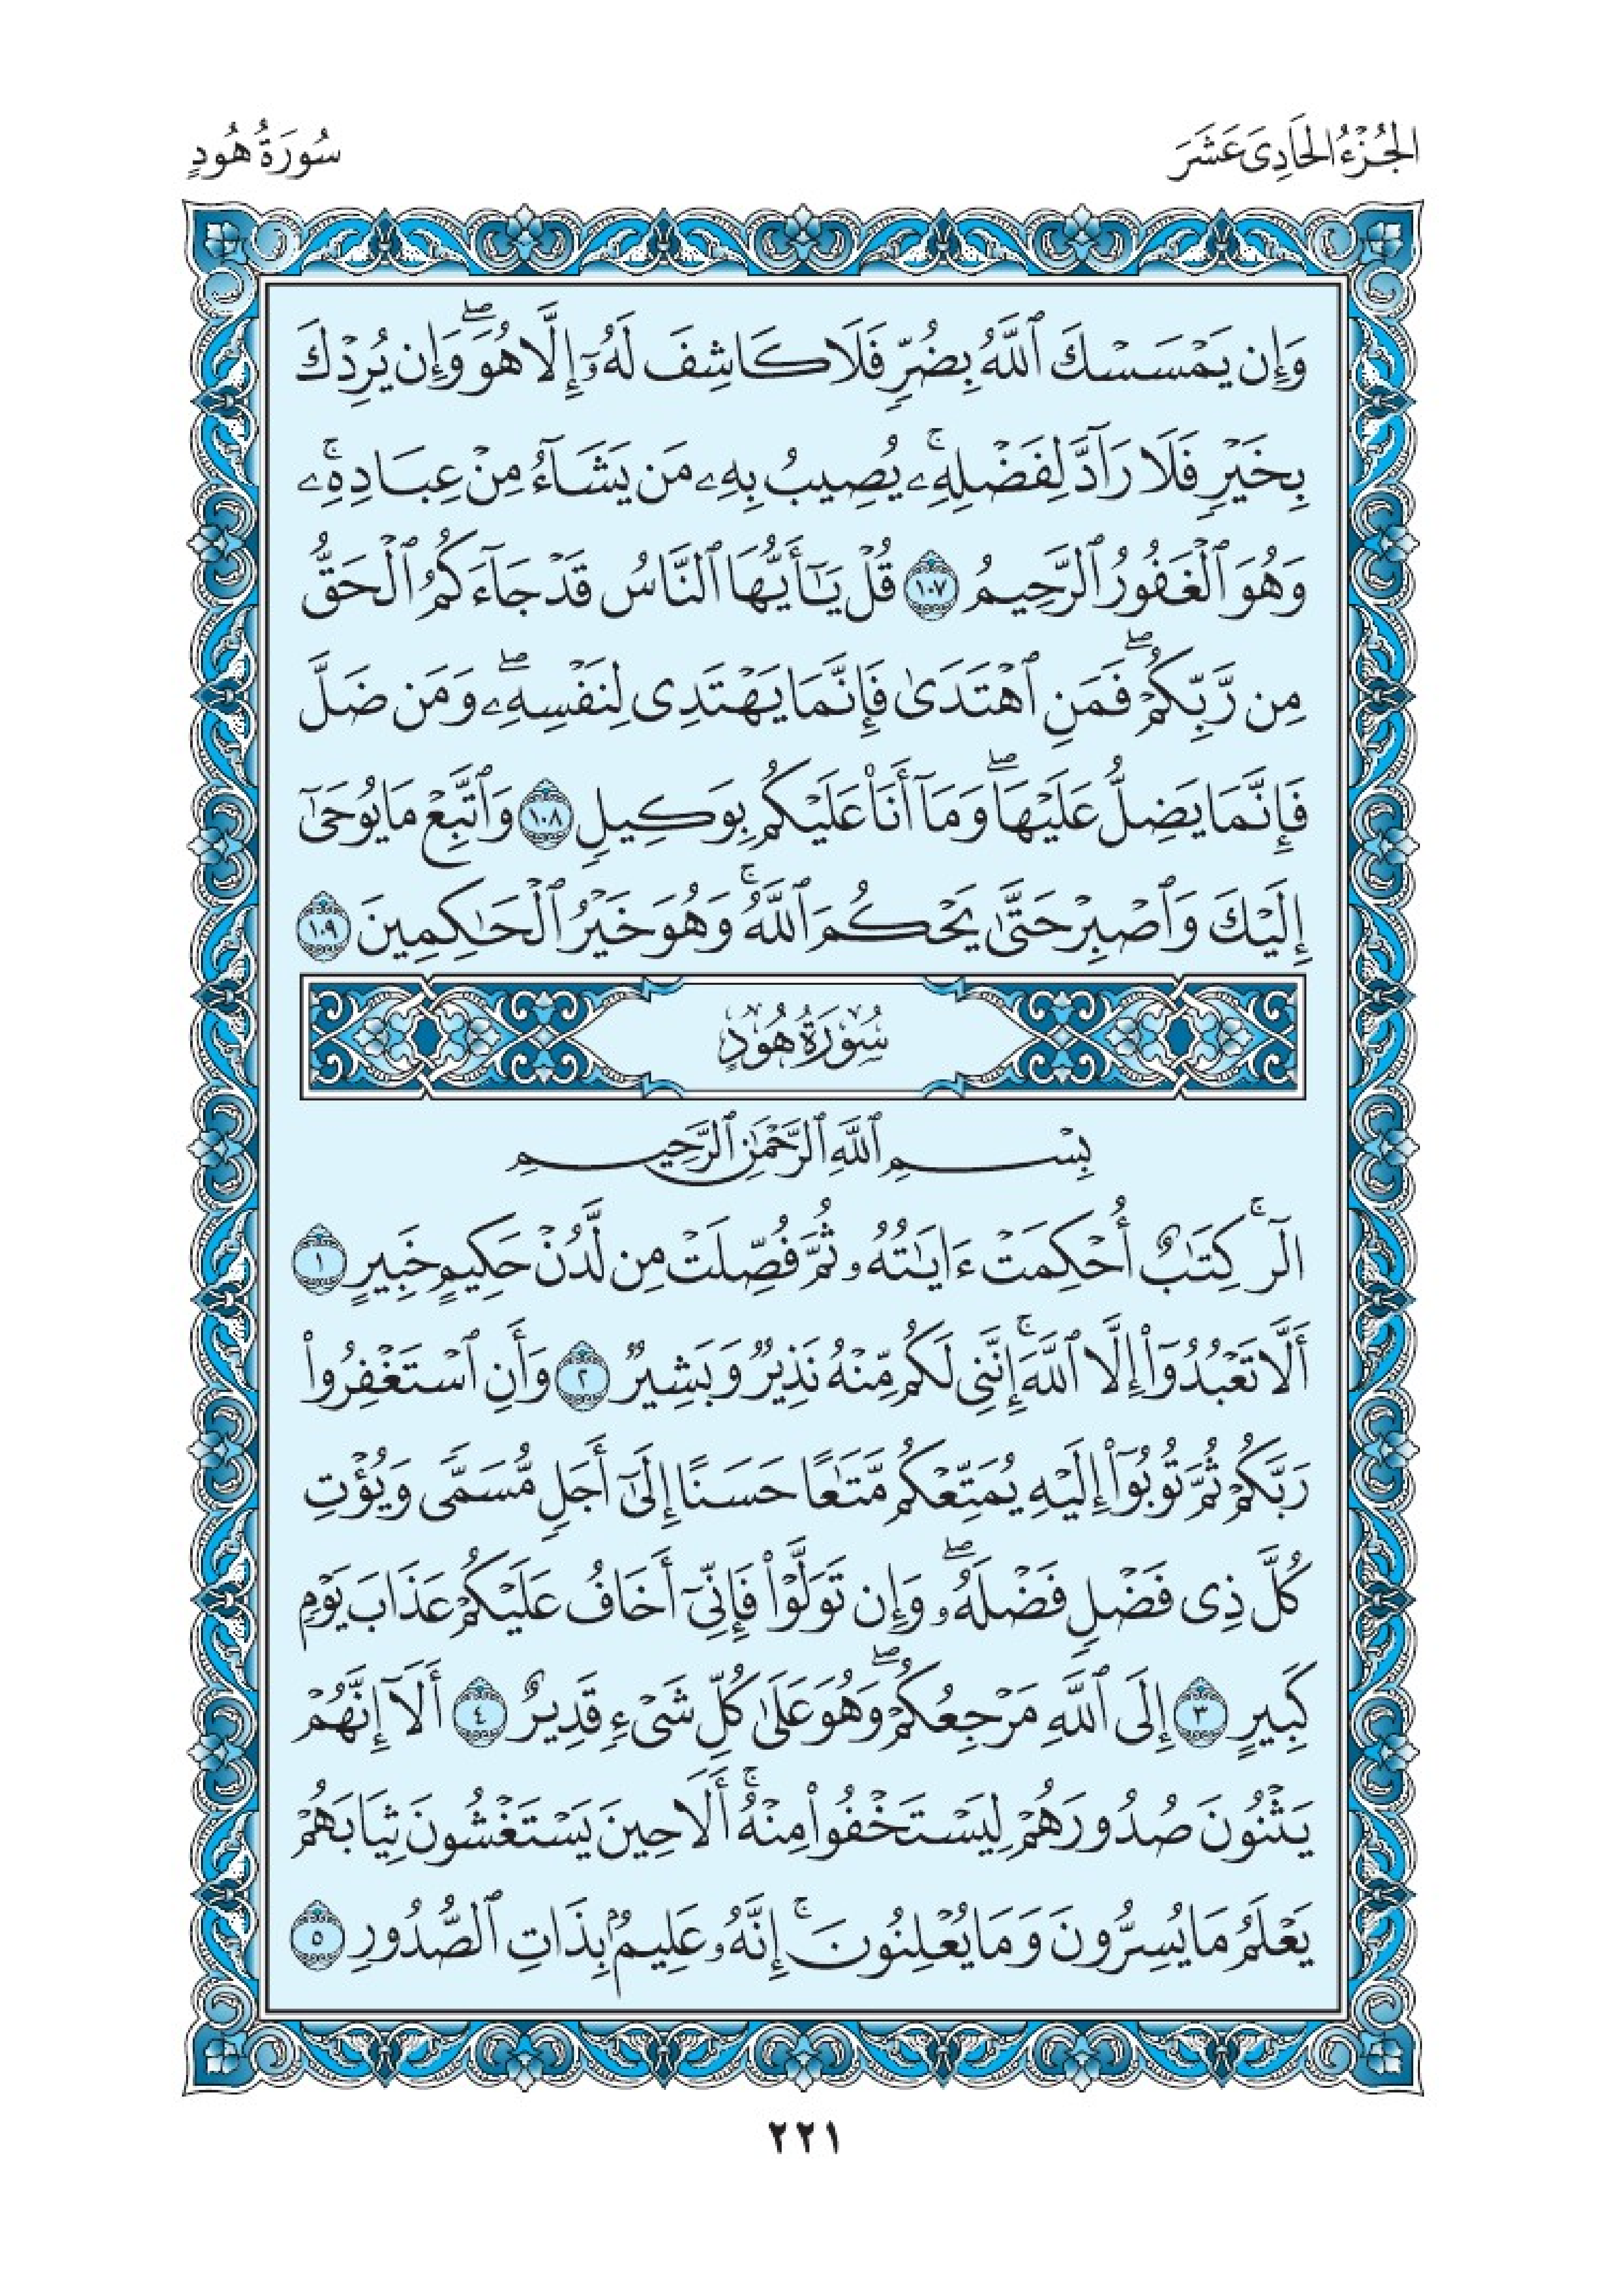 الجُزْءُ الحَادِىَ عَشَرَ
سُورَةُ هُودٍ
وَإِن يَمْسَسْكَ ٱللَّهُ بِضُرٍّ فَلَا كَاشِفَ لَهُۥٓ إِلَّا هُوَۖ وَإِن يُرِدْكَ
بِخَيْرٍ فَلَا رَآدَّ لِفَضْلِهِۦۚ يُصِيبُ بِهِۦ مَن يَشَآءُ مِنْ عِبَادِهِۦۚ
وَهُوَ ٱلْغَفُورُ ٱلرَّحِيمُ ١٠٧ قُلْ يَـٰٓأَيُّهَا ٱلنَّاسُ قَدْ جَآءَكُمُ ٱلْحَقُّ
مِن رَّبِّكُمْۖ فَمَنِ ٱهْتَدَىٰ فَإِنَّمَا يَهْتَدِى لِنَفْسِهِۦۖ وَمَن ضَلَّ
فَإِنَّمَا يَضِلُّ عَلَيْهَاۖ وَمَآ أَنَا۠ عَلَيْكُم بِوَكِيلٍ ١٠٨ وَٱتَّبِعْ مَا يُوحَىٰٓ
إِلَيْكَ وَٱصْبِرْ حَتَّىٰ يَحْكُمَ ٱللَّهُۚ وَهُوَ خَيْرُ ٱلْحَـٰكِمِينَ ١٠٩
سُورَةُ هُودٍ
بِسْمِ ٱللَّهِ ٱلرَّحْمَـٰنِ ٱلرَّحِيمِ
الٓرۚ كِتَـٰبٌ أُحْكِمَتْ ءَايَـٰتُهُۥ ثُمَّ فُصِّلَتْ مِن لَّدُنْ حَكِيمٍ خَبِيرٍ ١
أَلَّا تَعْبُدُوٓا۟ إِلَّا ٱللَّهَۚ إِنَّنِى لَكُم مِّنْهُ نَذِيرٌ وَبَشِيرٌ ٢ وَأَنِ ٱسْتَغْفِرُوا۟
رَبَّكُمْ ثُمَّ تُوبُوٓا۟ إِلَيْهِ يُمَتِّعْكُم مَّتَـٰعًا حَسَنًا إِلَىٰٓ أَجَلٍ مُّسَمًّى وَيُؤْتِ
كُلَّ ذِى فَضْلٍ فَضْلَهُۥۖ وَإِن تَوَلَّوْا۟ فَإِنِّىٓ أَخَافُ عَلَيْكُمْ عَذَابَ يَوْمٍ
كَبِيرٍ ٣ إِلَى ٱللَّهِ مَرْجِعُكُمْۖ وَهُوَ عَلَىٰ كُلِّ شَىْءٍ قَدِيرٌ ٤ أَلَآ إِنَّهُمْ
يَثْنُونَ صُدُورَهُمْ لِيَسْتَخْفُوا۟ مِنْهُۚ أَلَا حِينَ يَسْتَغْشُونَ ثِيَابَهُمْ
يَعْلَمُ مَا يُسِرُّونَ وَمَا يُعْلِنُونَۚ إِنَّهُۥ عَلِيمٌۢ بِذَاتِ ٱلصُّدُورِ ٥
٢٢١